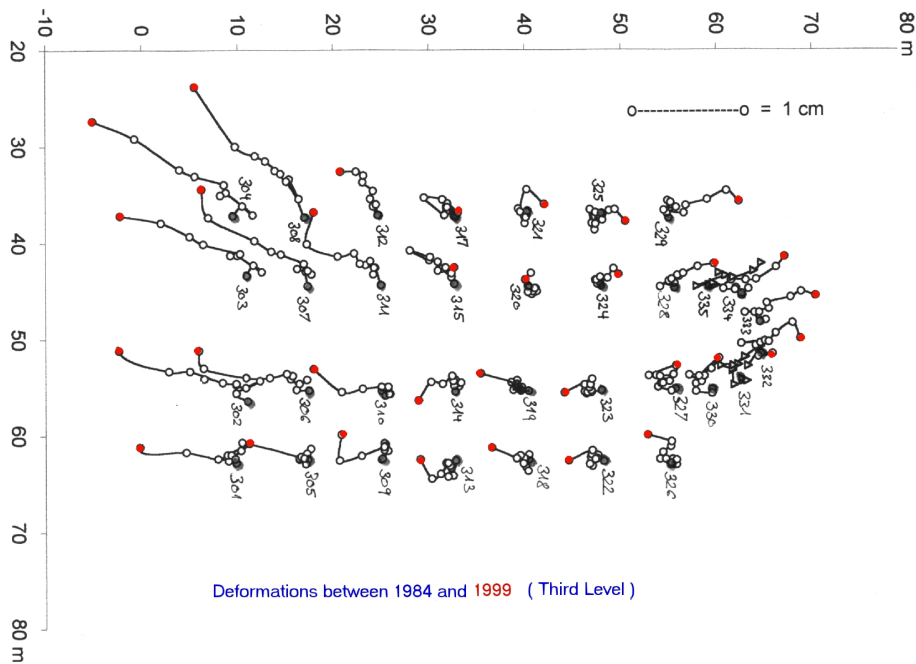 -10 0 10 20 30 40 50 60 70 80 m
20
30
40
50
60
70
80 m
o--------------o = 1 cm
304 308 312 317 321 325 329
303 307 311 315 320 324 328 335 334 333
302 306 310 314 319 323 327 330 331 332
301 305 309 313 318 322 326
Deformations between 1984 and 1999 ( Third Level )